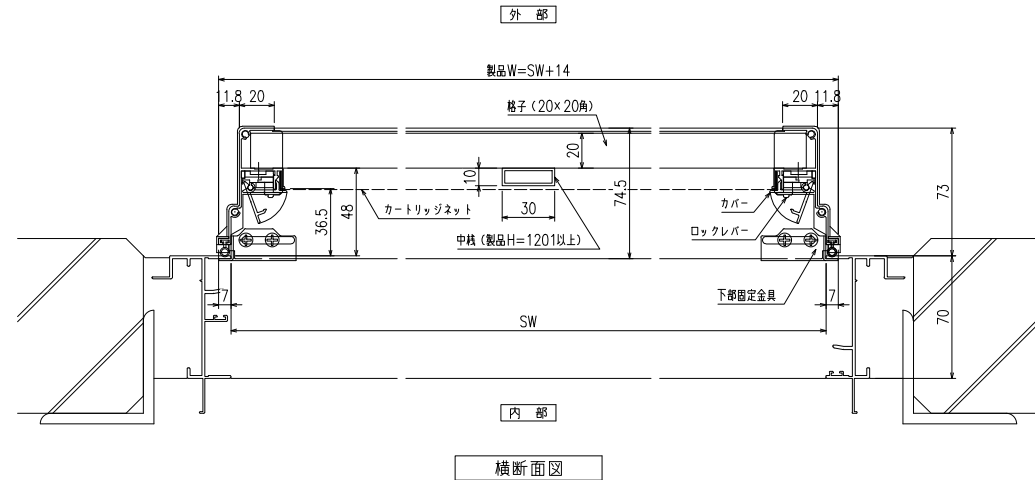 外 部
製品W=SW+14
11.8
20
格子(20×20角)
20
11.8
20
10
74.5
73
30
カートリッジネット
カバー
36.5
48
ロックレバー
中桟(製品H=1201以上)
下部固定金具
7
7
SW
70
内 部
横断面図